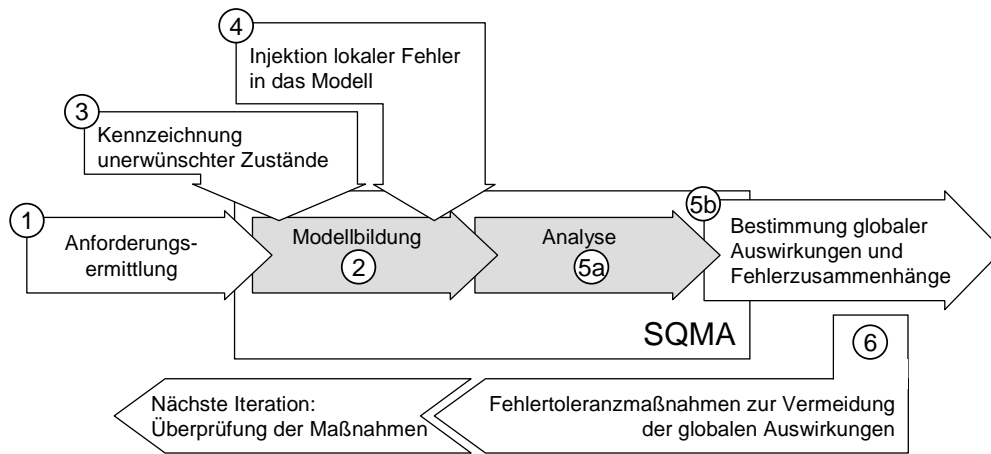 4
Injektion lokaler Fehler
in das Modell
3
Kennzeichnung
unerwünschter Zustände
1
Anforderungs-
ermittlung
Modellbildung
2
Analyse
5a
5b
Bestimmung globaler
Auswirkungen und
Fehlerzusammenhänge
SQMA
6
Fehlertoleranzmaßnahmen zur Vermeidung
der globalen Auswirkungen
Nächste Iteration:
Überprüfung der Maßnahmen